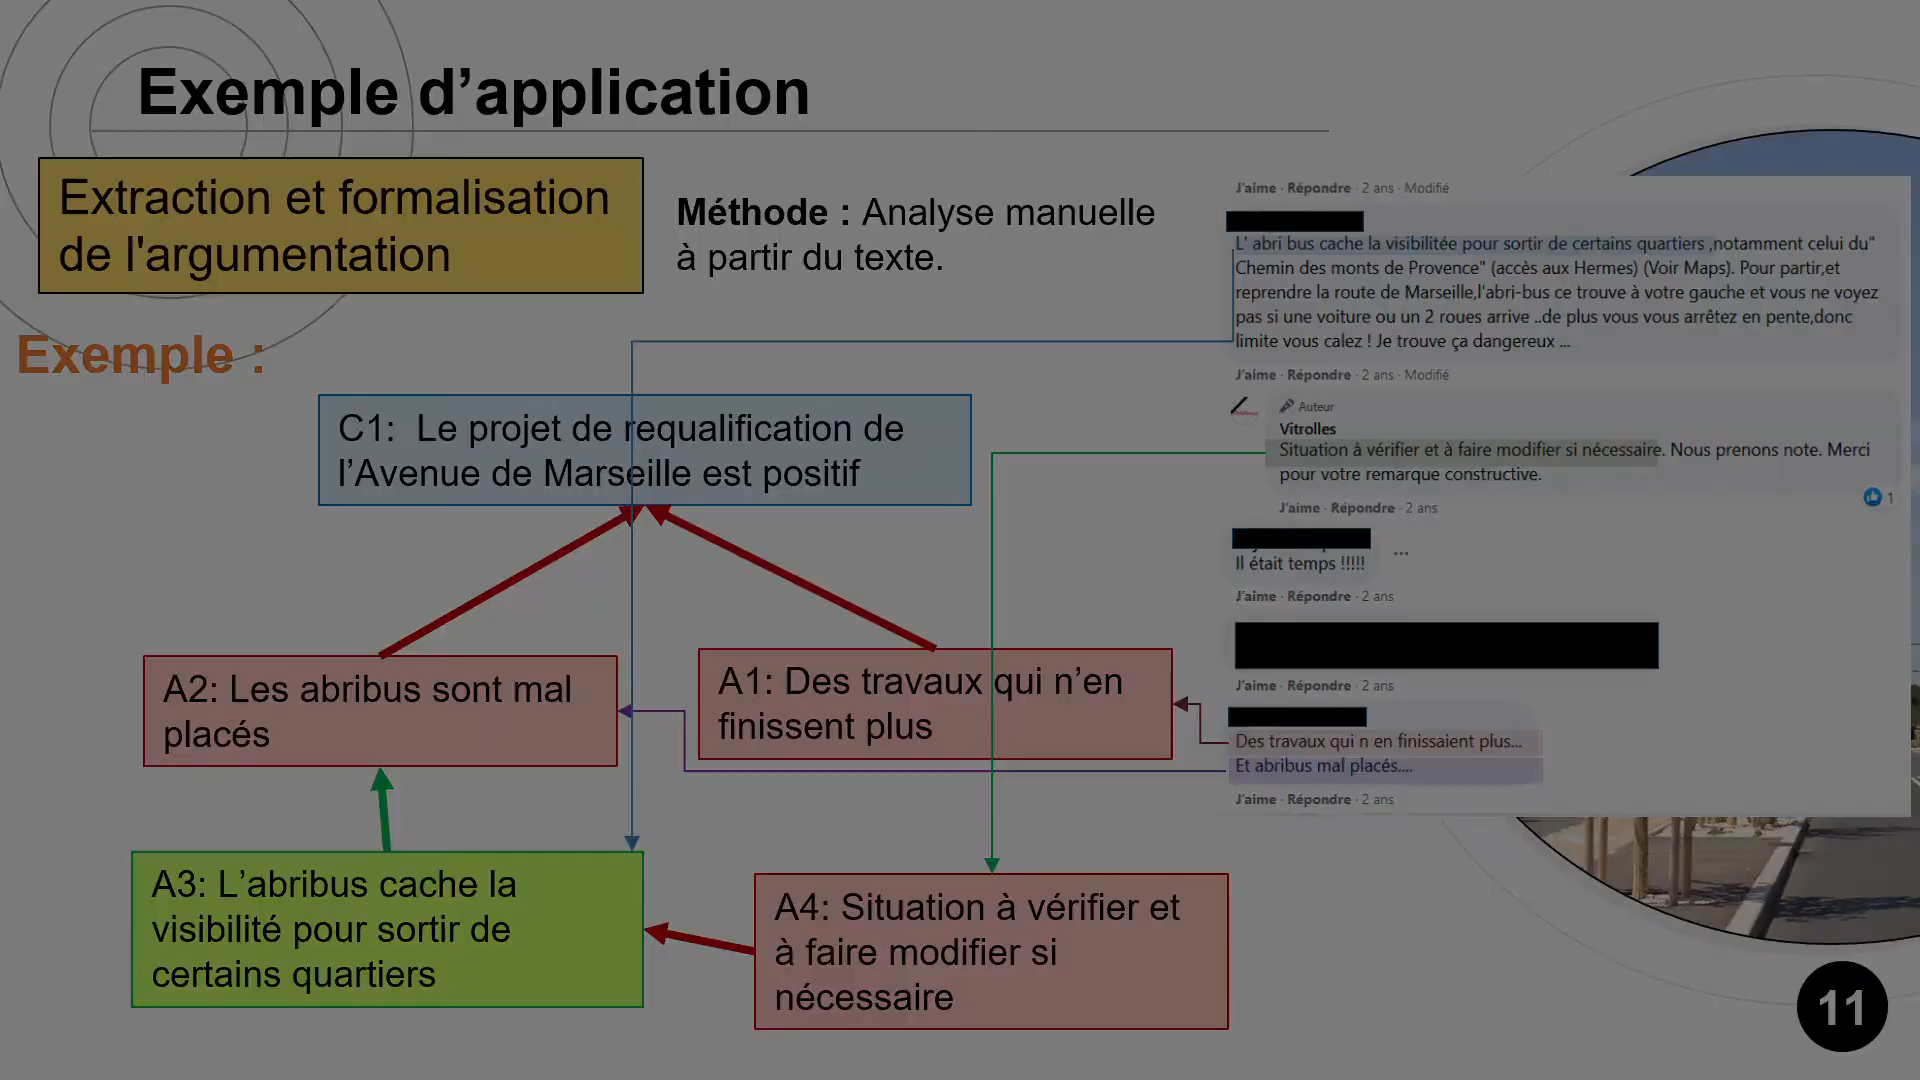 Exemple d’application
Extraction et formalisation
de l'argumentation
Méthode : Analyse manuelle
à partir du texte.
Exemple :
C1:  Le projet de requalification de
l’Avenue de Marseille est positif
A2: Les abribus sont mal
placés
A1: Des travaux qui n’en
finissent plus
A3: L’abribus cache la
visibilité pour sortir de
certains quartiers
A4: Situation à vérifier et
à faire modifier si
nécessaire
J'aime · Répondre · 2 ans · Modifié
L' abri bus cache la visibilitée pour sortir de certains quartiers ,notamment celui du"
Chemin des monts de Provence" (accès aux Hermes) (Voir Maps). Pour partir,et
reprendre la route de Marseille,l'abri-bus ce trouve à votre gauche et vous ne voyez
pas si une voiture ou un 2 roues arrive ..de plus vous vous arrêtez en pente,donc
limite vous calez ! Je trouve ça dangereux ...
J'aime · Répondre · 2 ans · Modifié
Auteur
Vitrolles
Situation à vérifier et à faire modifier si nécessaire. Nous prenons note. Merci
pour votre remarque constructive.
1
J'aime · Répondre · 2 ans
...
Il était temps !!!!!
J'aime · Répondre · 2 ans
J'aime · Répondre · 2 ans
Des travaux qui n en finissaient plus...
Et abribus mal placés....
J'aime · Répondre · 2 ans
11